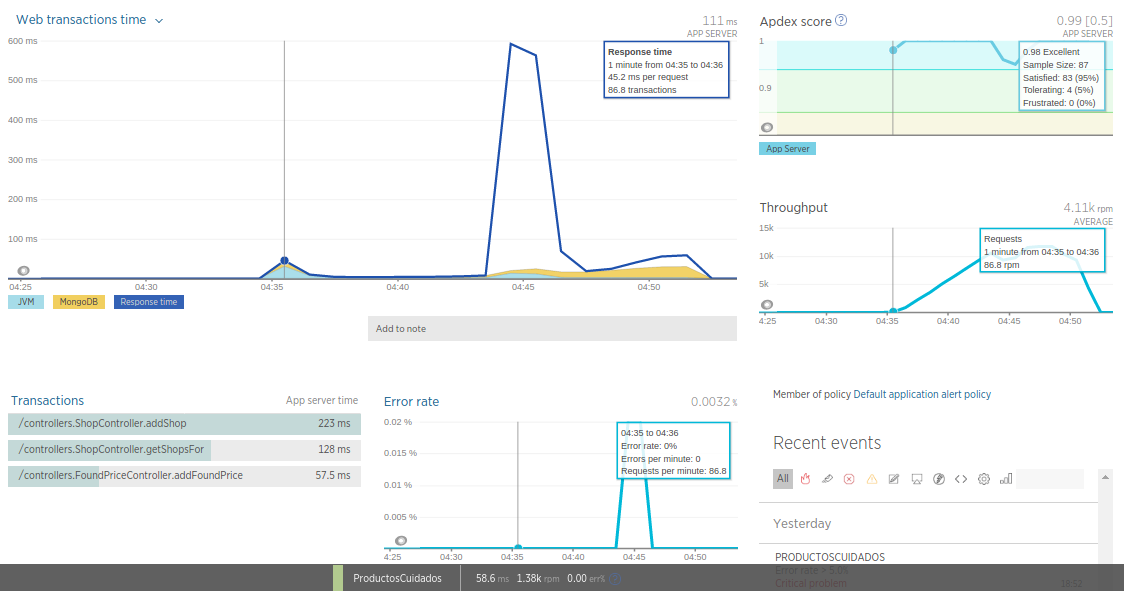 Web transactions time
111 ms
APP SERVER
600 ms
500 ms
400 ms
300 ms
200 ms
100 ms
Response time
1 minute from 04:35 to 04:36
45.2 ms per request
86.8 transactions
04:25 04:30 04:35 04:40 04:45 04:50
JVM MongoDB Response time
Add to note
Apdex score ?
0.99 [0.5]
APP SERVER
1
0.9
0.98 Excellent
Sample Size: 87
Satisfied: 83 (95%)
Tolerating: 4 (5%)
Frustrated: 0 (0%)
App Server
Throughput
4.11k rpm
AVERAGE
15k
10k
5k
Requests
1 minute from 04:35 to 04:36
86.8 rpm
4:25 04:30 04:35 04:40 04:45 04:50
Transactions App server time
/controllers.ShopController.addShop 223 ms
/controllers.ShopController.getShopsFor 128 ms
/controllers.FoundPriceController.addFoundPrice 57.5 ms
Error rate
0.0032 %
0.02 %
0.015 %
0.01 %
0.005 %
04:35 to 04:36
Error rate: 0%
Errors per minute: 0
Requests per minute: 86.8
4:25 04:30 04:35 04:40 04:45 04:50
Member of policy Default application alert policy
Recent events
All
Yesterday
PRODUCTOSCUIDADOS
Error rate > 5.0%
Critical problem 18:52
ProductosCuidados 58.6 ms 1.38k rpm 0.00 err% ?